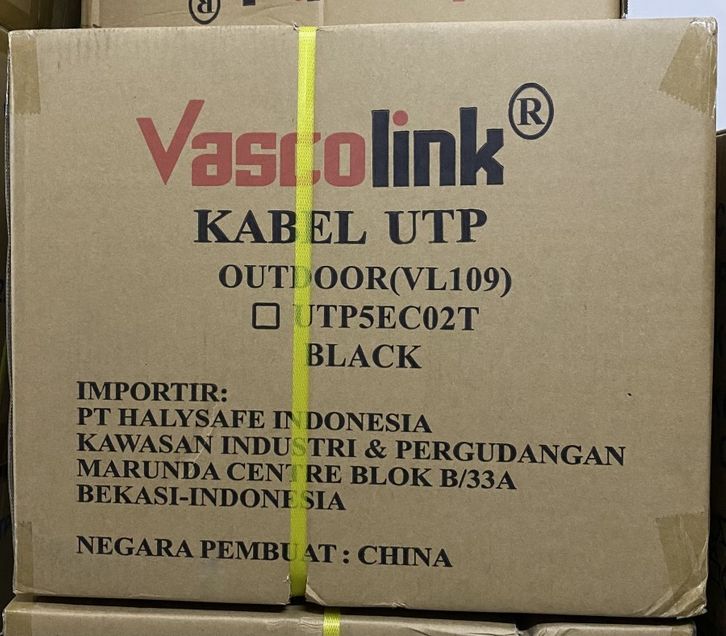 Vascolink®
KABEL UTP
OUTDOOR(VL109)
☐ UTP5EC02T
BLACK
IMPORTIR:
PT HALYSAFE INDONESIA
KAWASAN INDUSTRI & PERGUDANGAN
MARUNDA CENTRE BLOK B/33A
BEKASI-INDONESIA
NEGARA PEMBUAT : CHINA